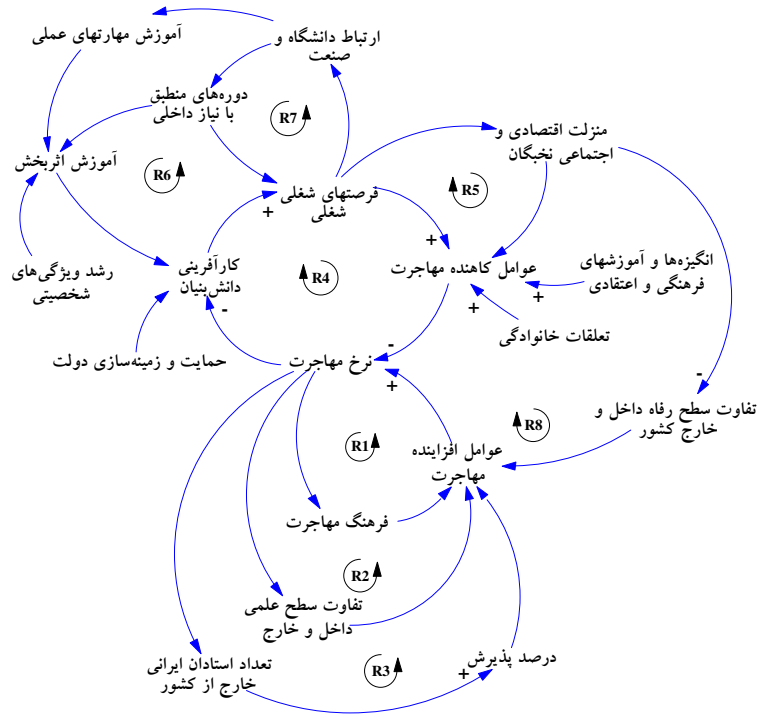 آموزش مهارتهای عملی
ارتباط دانشگاه و
صنعت
دوره‌های منطبق
با نیاز داخلی
R7
منزلت اقتصادی و
اجتماعی نخبگان
آموزش اثربخش
R6
فرصتهای شغلی
شغلی
R5
+
+
رشد ویژگی‌های
شخصیتی
کارآفرینی
دانش‌بنیان
R4
عوامل کاهنده مهاجرت
انگیزه‌ها و آموزشهای
فرهنگی و اعتقادی
+
+
-
تعلقات خانوادگی
حمایت و زمینه‌سازی دولت
-
نرخ مهاجرت
+
-
تفاوت سطح رفاه داخل و
خارج کشور
R8
R1
عوامل افزاینده
مهاجرت
فرهنگ مهاجرت
R2
تفاوت سطح علمی
داخل و خارج
تعداد استادان ایرانی
خارج از کشور
R3
+
درصد پذیرش